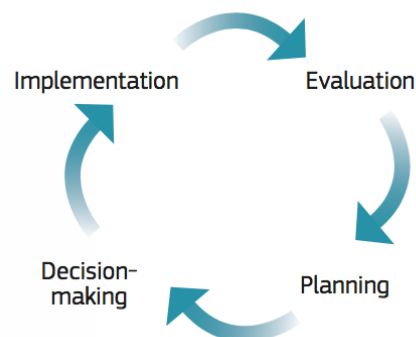 Implementation
Evaluation
Decision-
making
Planning